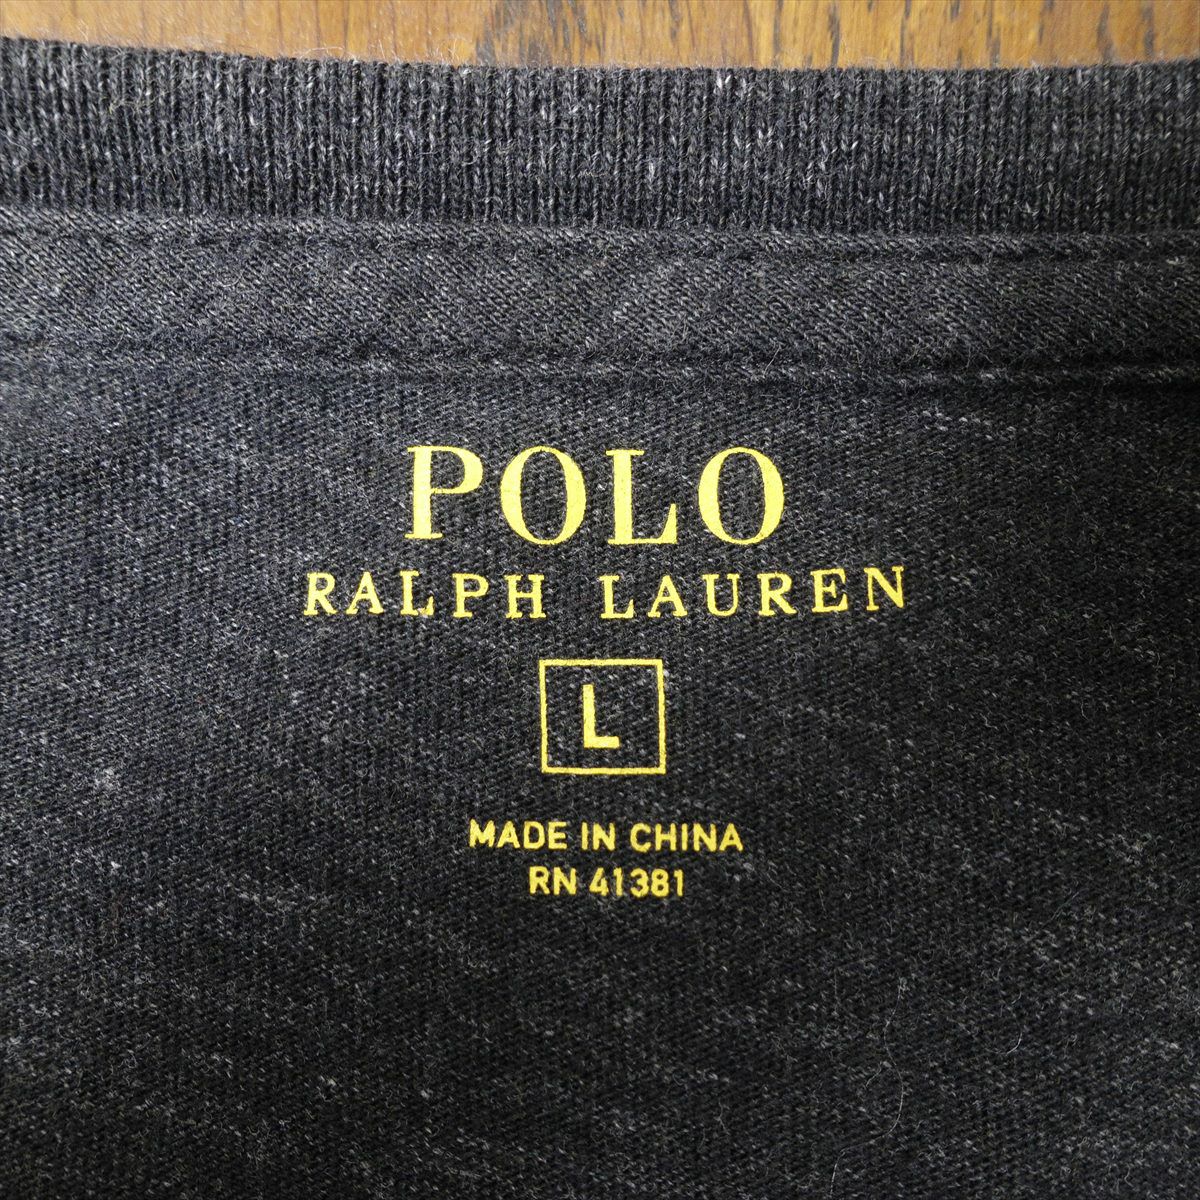 POLO
RALPH LAUREN
L
MADE IN CHINA
RN 41381